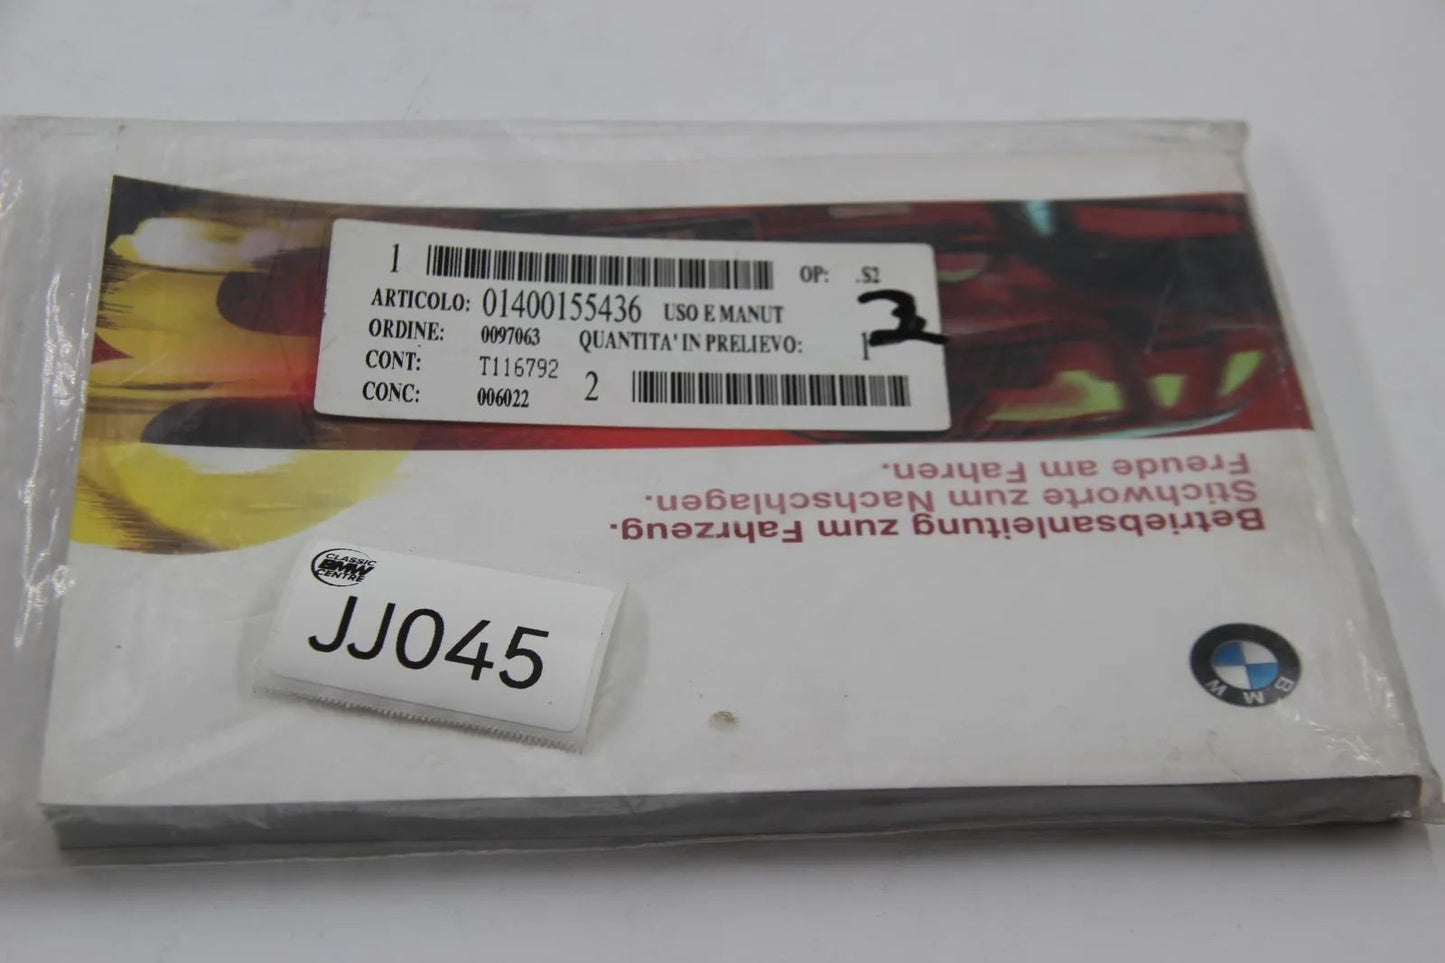 1 OP: .S2
ARTICOLO: 01400155436 USO E MANUT
ORDINE: 0097063 QUANTITA' IN PRELIEVO: 1
CONT: T116792
CONC: 006022 2
Betriebsanleitung zum Fahrzeug.
Stichworte zum Nachschlagen.
Freude am Fahren.
CLASSIC
BMW
CENTRE
JJ045
BMW